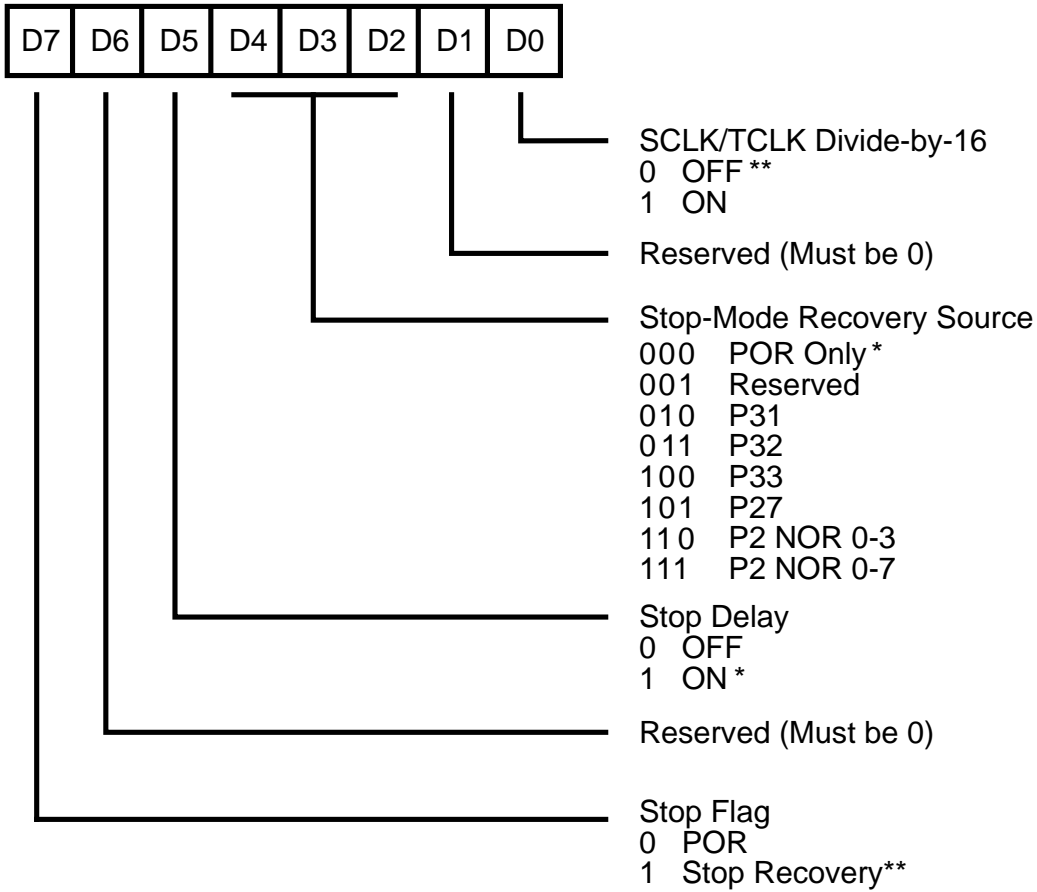 D7 D6 D5 D4 D3 D2 D1 D0
SCLK/TCLK Divide-by-16
0 OFF **
1 ON
Reserved (Must be 0)
Stop-Mode Recovery Source
000 POR Only *
001 Reserved
010 P31
011 P32
100 P33
101 P27
110 P2 NOR 0-3
111 P2 NOR 0-7
Stop Delay
0 OFF
1 ON *
Reserved (Must be 0)
Stop Flag
0 POR
1 Stop Recovery**